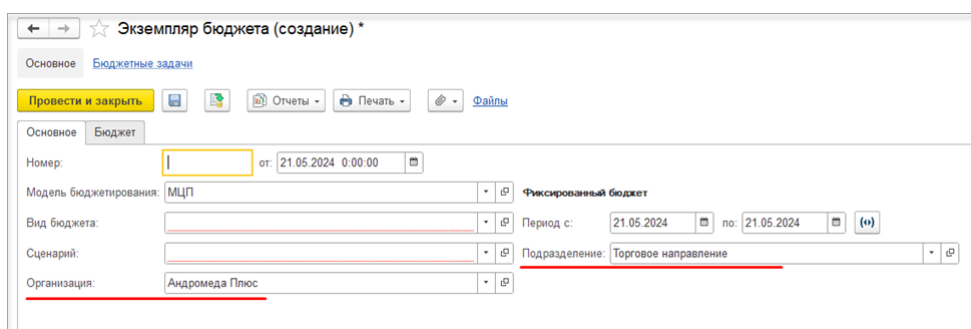 Экземпляр бюджета (создание) *
Основное Бюджетные задачи
Провести и закрыть Отчеты Печать Файлы
Основное Бюджет
Номер: от: 21.05.2024 0:00:00
Модель бюджетирования: МЦП Фиксированный бюджет
Вид бюджета: Период с: 21.05.2024 по: 21.05.2024
Сценарий: Подразделение: Торговое направление
Организация: Андромеда Плюс